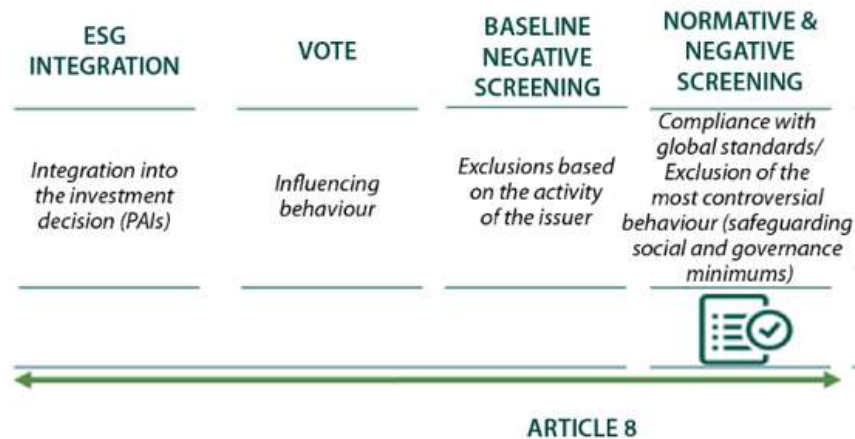 ESG
INTEGRATION
VOTE
BASELINE
NEGATIVE
SCREENING
NORMATIVE &
NEGATIVE
SCREENING
Integration into
the investment
decision (PAIs)
Influencing
behaviour
Exclusions based
on the activity
of the issuer
Compliance with
global standards/
Exclusion of the
most controversial
behaviour (safeguarding
social and governance
minimums)
ARTICLE 8